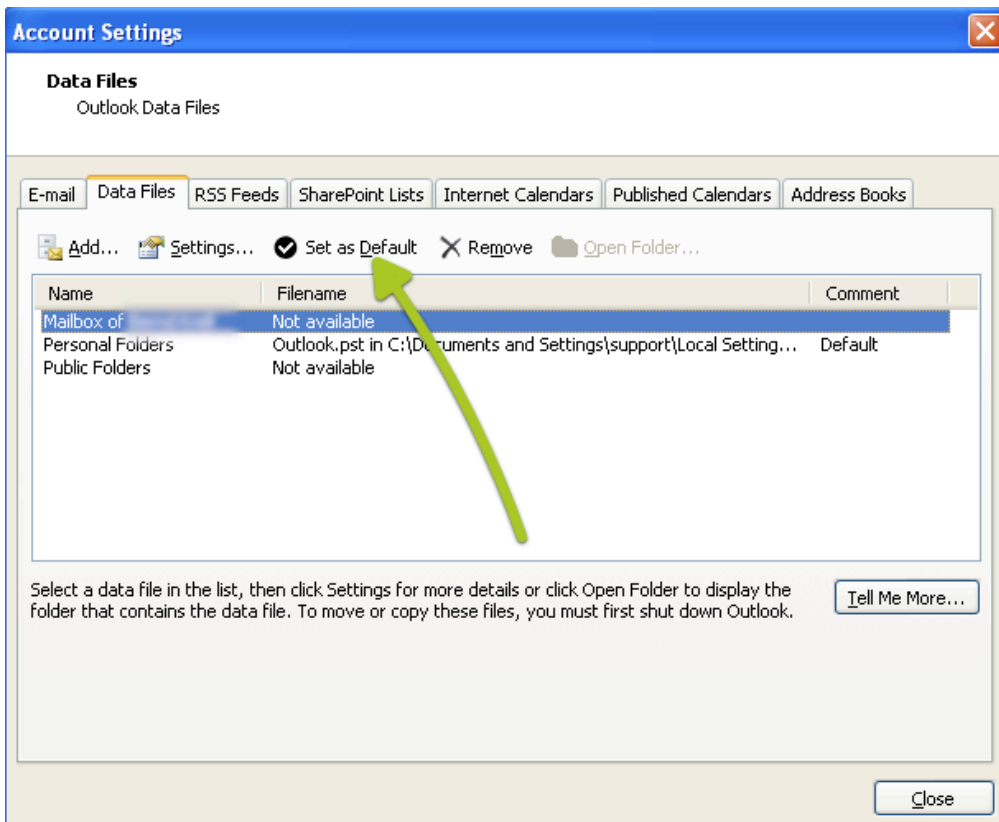 Account Settings
Data Files
Outlook Data Files
E-mail Data Files RSS Feeds SharePoint Lists Internet Calendars Published Calendars Address Books
Add... Settings... Set as Default Remove Open Folder...
Name Filename Comment
Mailbox of Not available
Personal Folders Outlook.pst in C:\Documents and Settings\support\Local Setting... Default
Public Folders Not available
Select a data file in the list, then click Settings for more details or click Open Folder to display the
folder that contains the data file. To move or copy these files, you must first shut down Outlook.
Tell Me More...
Close